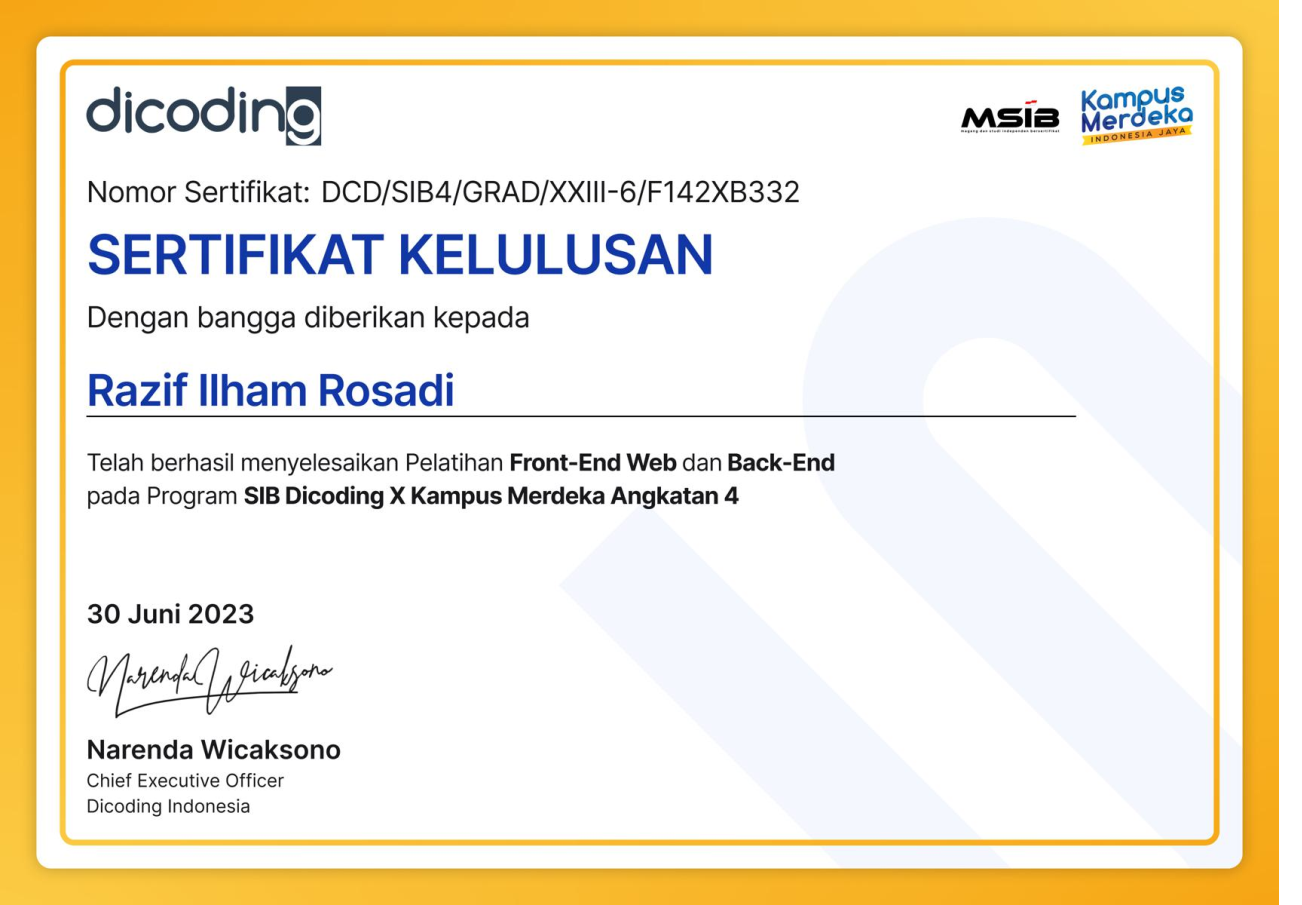 dicoding
MSIB
magang dan studi independen bersertifikat
Kampus
Merdeka
INDONESIA JAYA
Nomor Sertifikat: DCD/SIB4/GRAD/XXIII-6/F142XB332
SERTIFIKAT KELULUSAN
Dengan bangga diberikan kepada
Razif Ilham Rosadi
Telah berhasil menyelesaikan Pelatihan Front-End Web dan Back-End
pada Program SIB Dicoding X Kampus Merdeka Angkatan 4
30 Juni 2023
Narenda Wicaksono
Narenda Wicaksono
Chief Executive Officer
Dicoding Indonesia